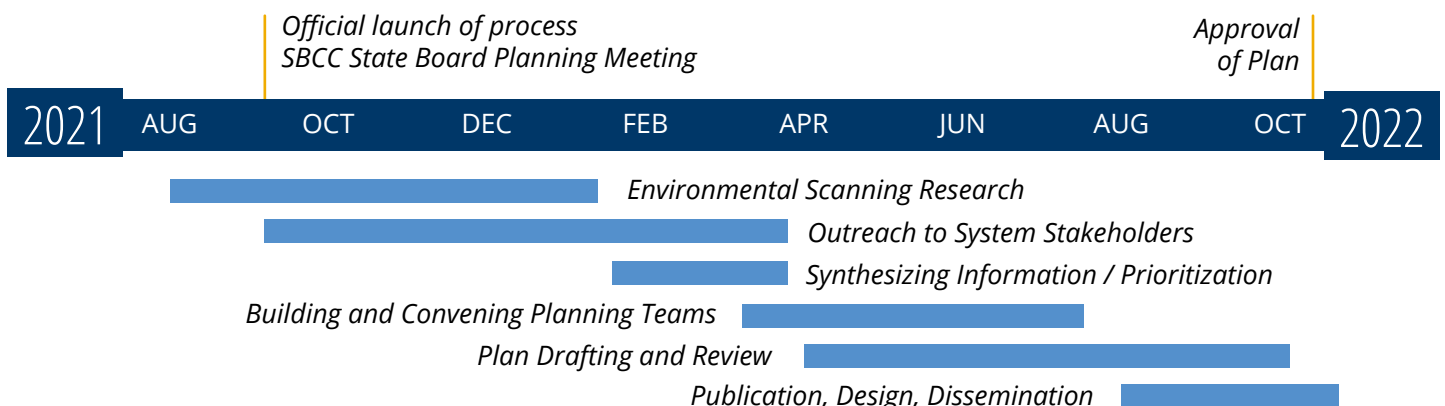 Official launch of process
SBCC State Board Planning Meeting
Approval
of Plan
2021 AUG OCT DEC FEB APR JUN AUG OCT 2022
Environmental Scanning Research
Outreach to System Stakeholders
Synthesizing Information / Prioritization
Building and Convening Planning Teams
Plan Drafting and Review
Publication, Design, Dissemination